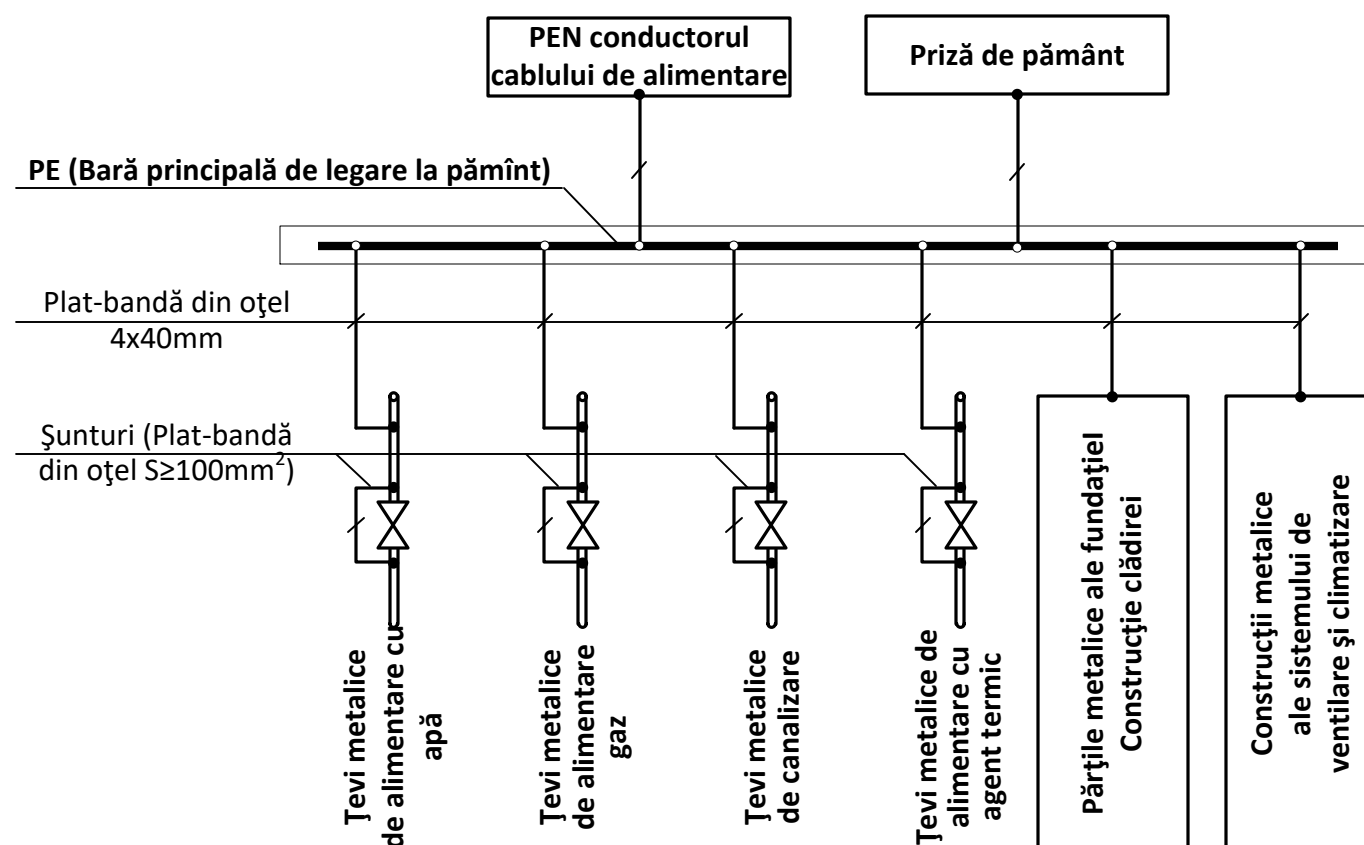 PEN conductorul
cablului de alimentare
Priză de pământ
PE (Bară principală de legare la pămînt)
Plat-bandă din oţel
4x40mm
Şunturi (Plat-bandă
din oţel S≥100mm²)
Ţevi metalice
de alimentare cu
apă
Ţevi metalice
de alimentare
gaz
Ţevi metalice
de canalizare
Ţevi metalice de
alimentare cu
agent termic
Părţile metalice ale fundaţiel
Construcţie clădirei
Construcţii metalice
ale sistemului de
ventilare şi climatizare